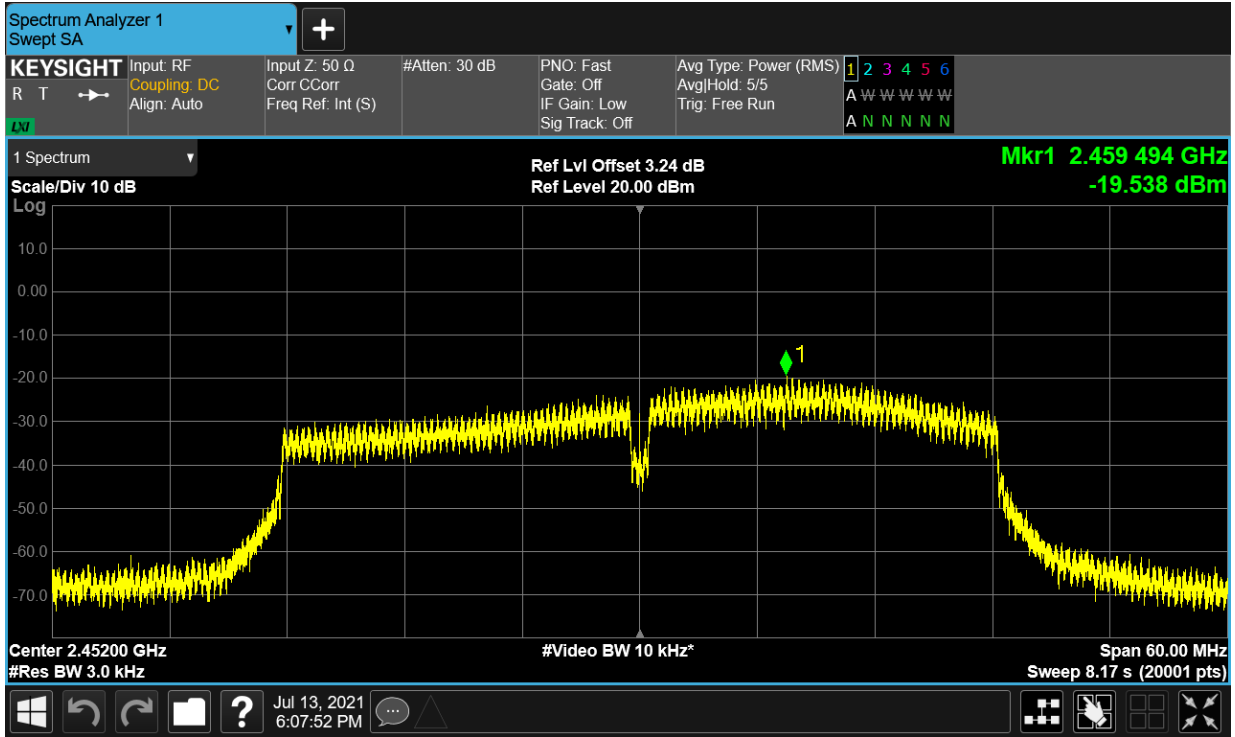 Spectrum Analyzer 1
Swept SA
+
KEYSIGHT
R T
LXI
Input: RF
Coupling: DC
Align: Auto
Input Z: 50 Ω
Corr CCorr
Freq Ref: Int (S)
#Atten: 30 dB
PNO: Fast
Gate: Off
IF Gain: Low
Sig Track: Off
Avg Type: Power (RMS)
Avg|Hold: 5/5
Trig: Free Run
1 2 3 4 5 6
A W W W W W
A N N N N N
1 Spectrum
Scale/Div 10 dB
Log
Ref Lvl Offset 3.24 dB
Ref Level 20.00 dBm
Mkr1 2.459 494 GHz
-19.538 dBm
10.0
0.00
-10.0
1
-20.0
-30.0
-40.0
-50.0
-60.0
-70.0
Center 2.45200 GHz
#Res BW 3.0 kHz
#Video BW 10 kHz*
Span 60.00 MHz
Sweep 8.17 s (20001 pts)
?
Jul 13, 2021
6:07:52 PM